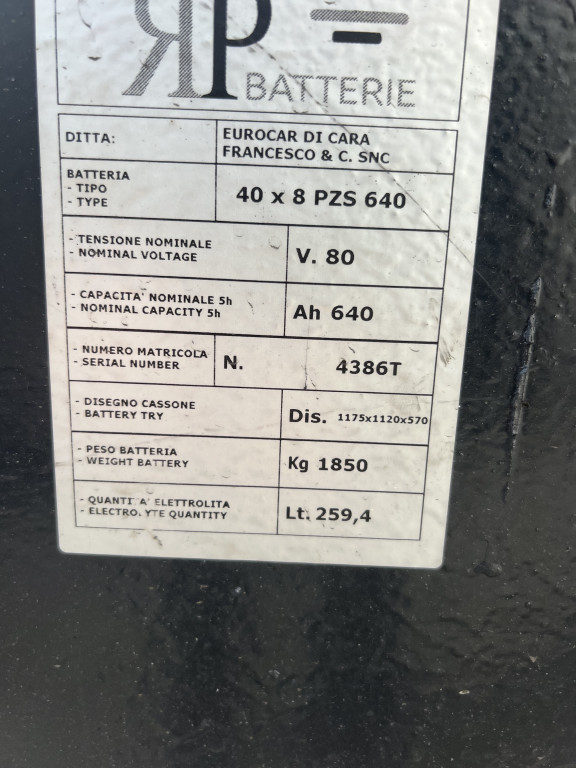 RP
BATTERIE
DITTA:
EUROCAR DI CARA
FRANCESCO & C. SNC
BATTERIA
- TIPO
- TYPE
40 x 8 PZS 640
- TENSIONE NOMINALE
- NOMINAL VOLTAGE
V. 80
- CAPACITA' NOMINALE 5h
- NOMINAL CAPACITY 5h
Ah 640
- NUMERO MATRICOLA
- SERIAL NUMBER
N.
4386T
- DISEGNO CASSONE
- BATTERY TRY
Dis. 1175x1120x570
- PESO BATTERIA
- WEIGHT BATTERY
Kg 1850
- QUANTITA' ELETTROLITA
- ELECTROLYTE QUANTITY
Lt. 259,4